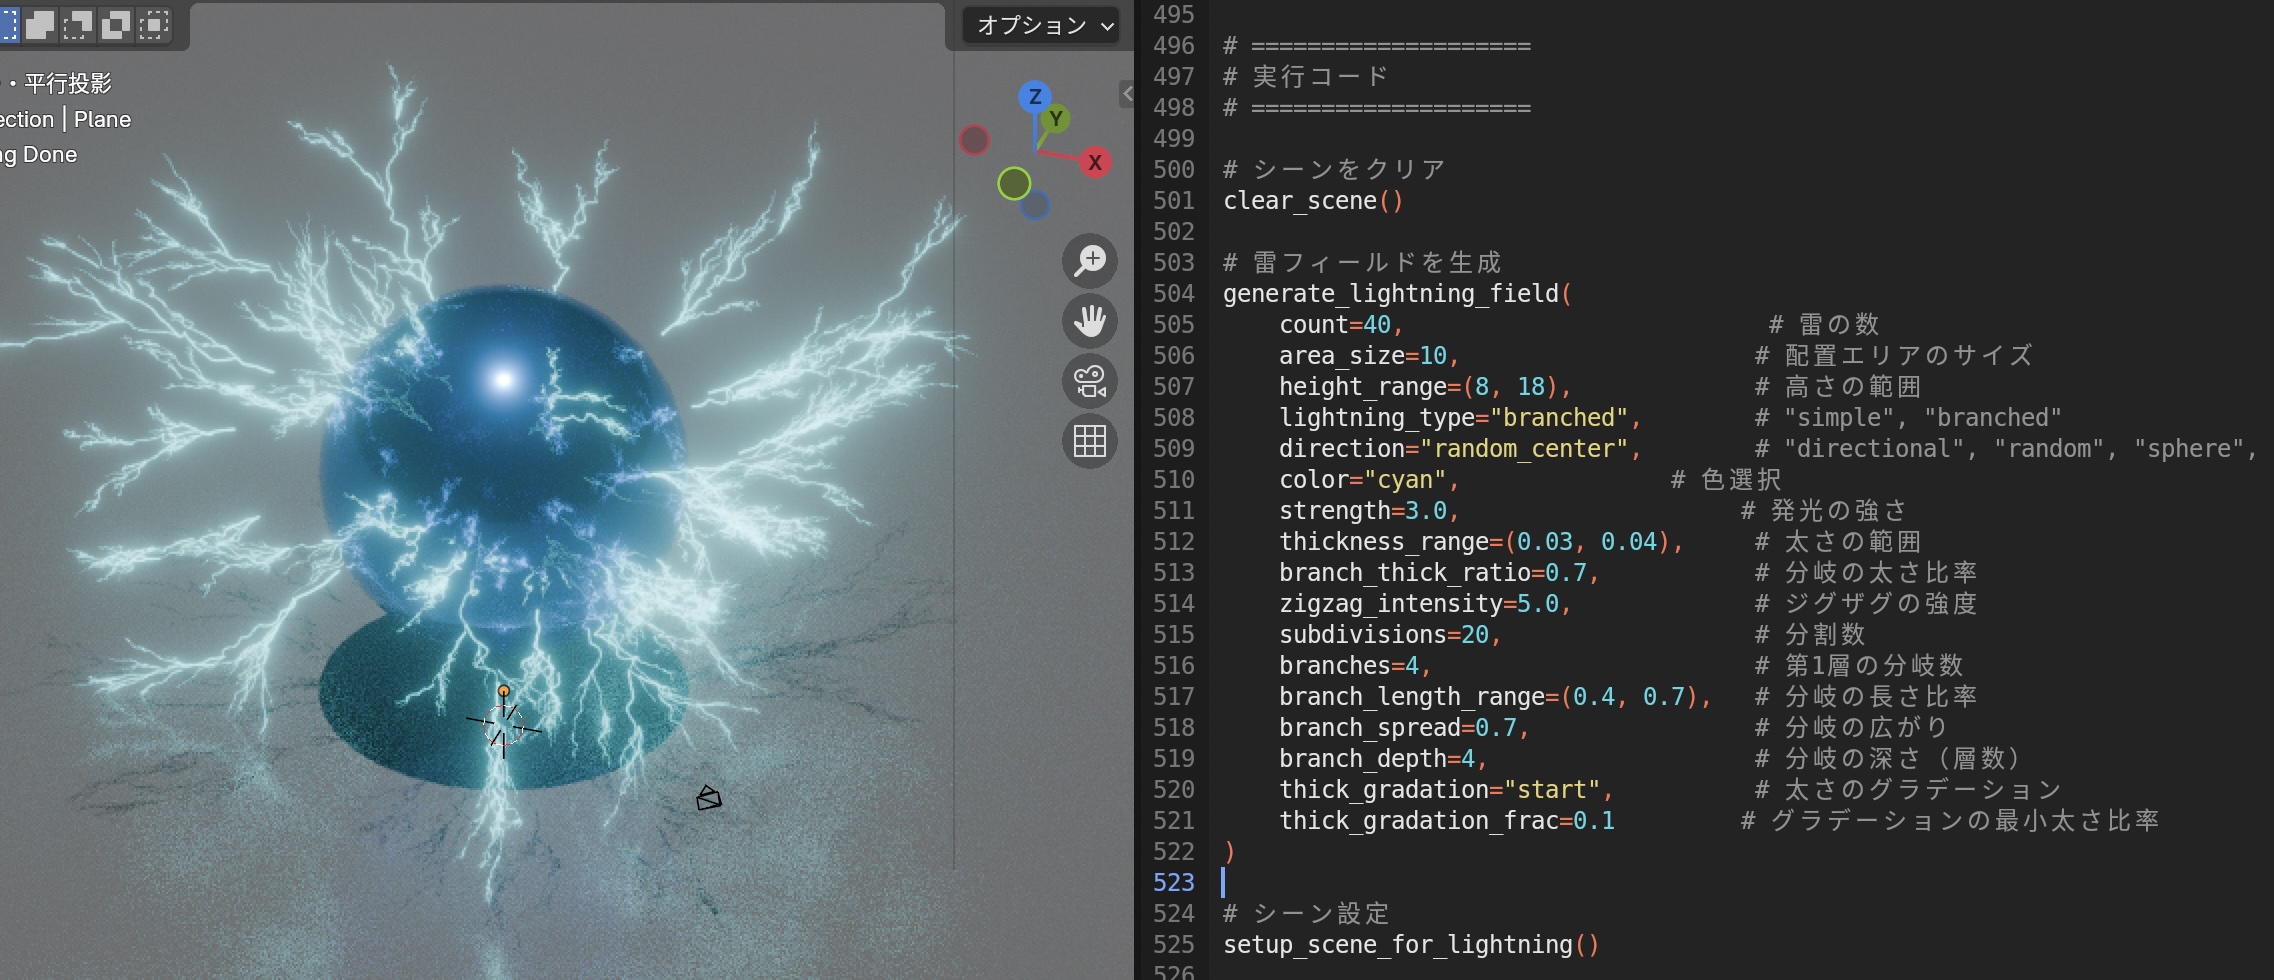 オプション
・平行投影
ection | Plane
ng Done
Z
Y
X
495
496 # ====================
497 # 実行コード
498 # ====================
499
500 # シーンをクリア
501 clear_scene()
502
503 # 雷フィールドを生成
504 generate_lightning_field(
505     count=40,                          # 雷の数
506     area_size=10,                     # 配置エリアのサイズ
507     height_range=(8, 18),             # 高さの範囲
508     lightning_type="branched",        # "simple", "branched"
509     direction="random_center",        # "directional", "random", "sphere",
510     color="cyan",               # 色選択
511     strength=3.0,                    # 発光の強さ
512     thickness_range=(0.03, 0.04),     # 太さの範囲
513     branch_thick_ratio=0.7,           # 分岐の太さ比率
514     zigzag_intensity=5.0,             # ジグザグの強度
515     subdivisions=20,                  # 分割数
516     branches=4,                       # 第1層の分岐数
517     branch_length_range=(0.4, 0.7),   # 分岐の長さ比率
518     branch_spread=0.7,                # 分岐の広がり
519     branch_depth=4,                   # 分岐の深さ（層数）
520     thick_gradation="start",          # 太さのグラデーション
521     thick_gradation_frac=0.1         # グラデーションの最小太さ比率
522 )
523
524 # シーン設定
525 setup_scene_for_lightning()
526